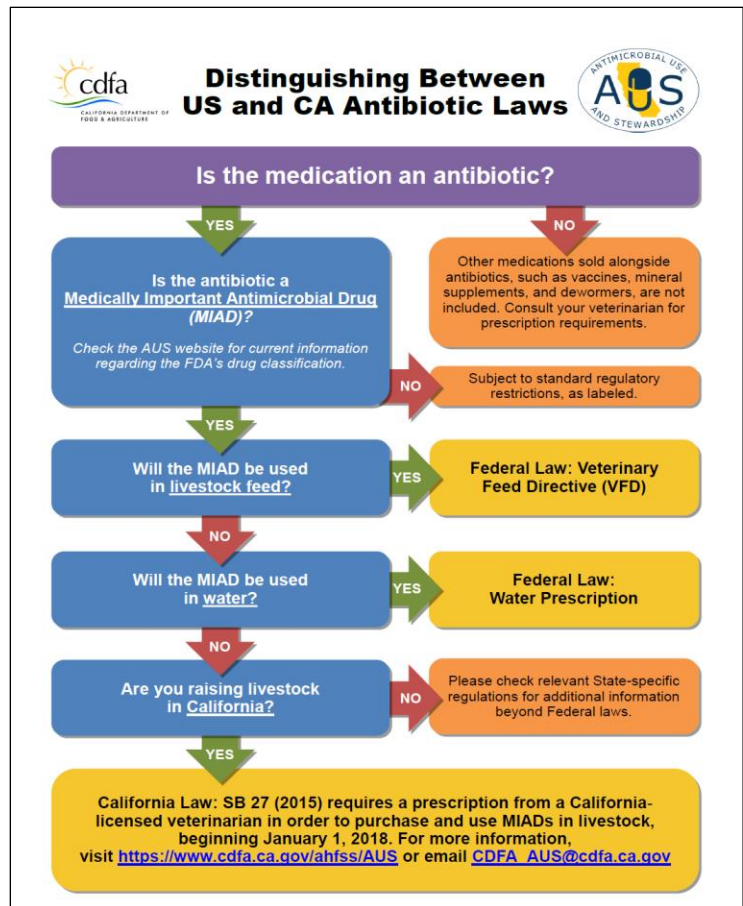 cdfa
CALIFORNIA DEPARTMENT OF
FOOD & AGRICULTURE
Distinguishing Between
US and CA Antibiotic Laws
ANTIMICROBIAL USE
AUS
AND STEWARDSHIP
Is the medication an antibiotic?
YES
NO
Is the antibiotic a
Medically Important Antimicrobial Drug
(MIAD)?
Check the AUS website for current information
regarding the FDA's drug classification.
Other medications sold alongside
antibiotics, such as vaccines, mineral
supplements, and dewormers, are not
included. Consult your veterinarian for
prescription requirements.
NO
Subject to standard regulatory
restrictions, as labeled.
YES
Will the MIAD be used
in livestock feed?
YES
Federal Law: Veterinary
Feed Directive (VFD)
NO
Will the MIAD be used
in water?
YES
Federal Law:
Water Prescription
NO
Are you raising livestock
in California?
NO
Please check relevant State-specific
regulations for additional information
beyond Federal laws.
YES
California Law: SB 27 (2015) requires a prescription from a California-
licensed veterinarian in order to purchase and use MIADs in livestock,
beginning January 1, 2018. For more information,
visit https://www.cdfa.ca.gov/ahfss/AUS or email CDFA_AUS@cdfa.ca.gov